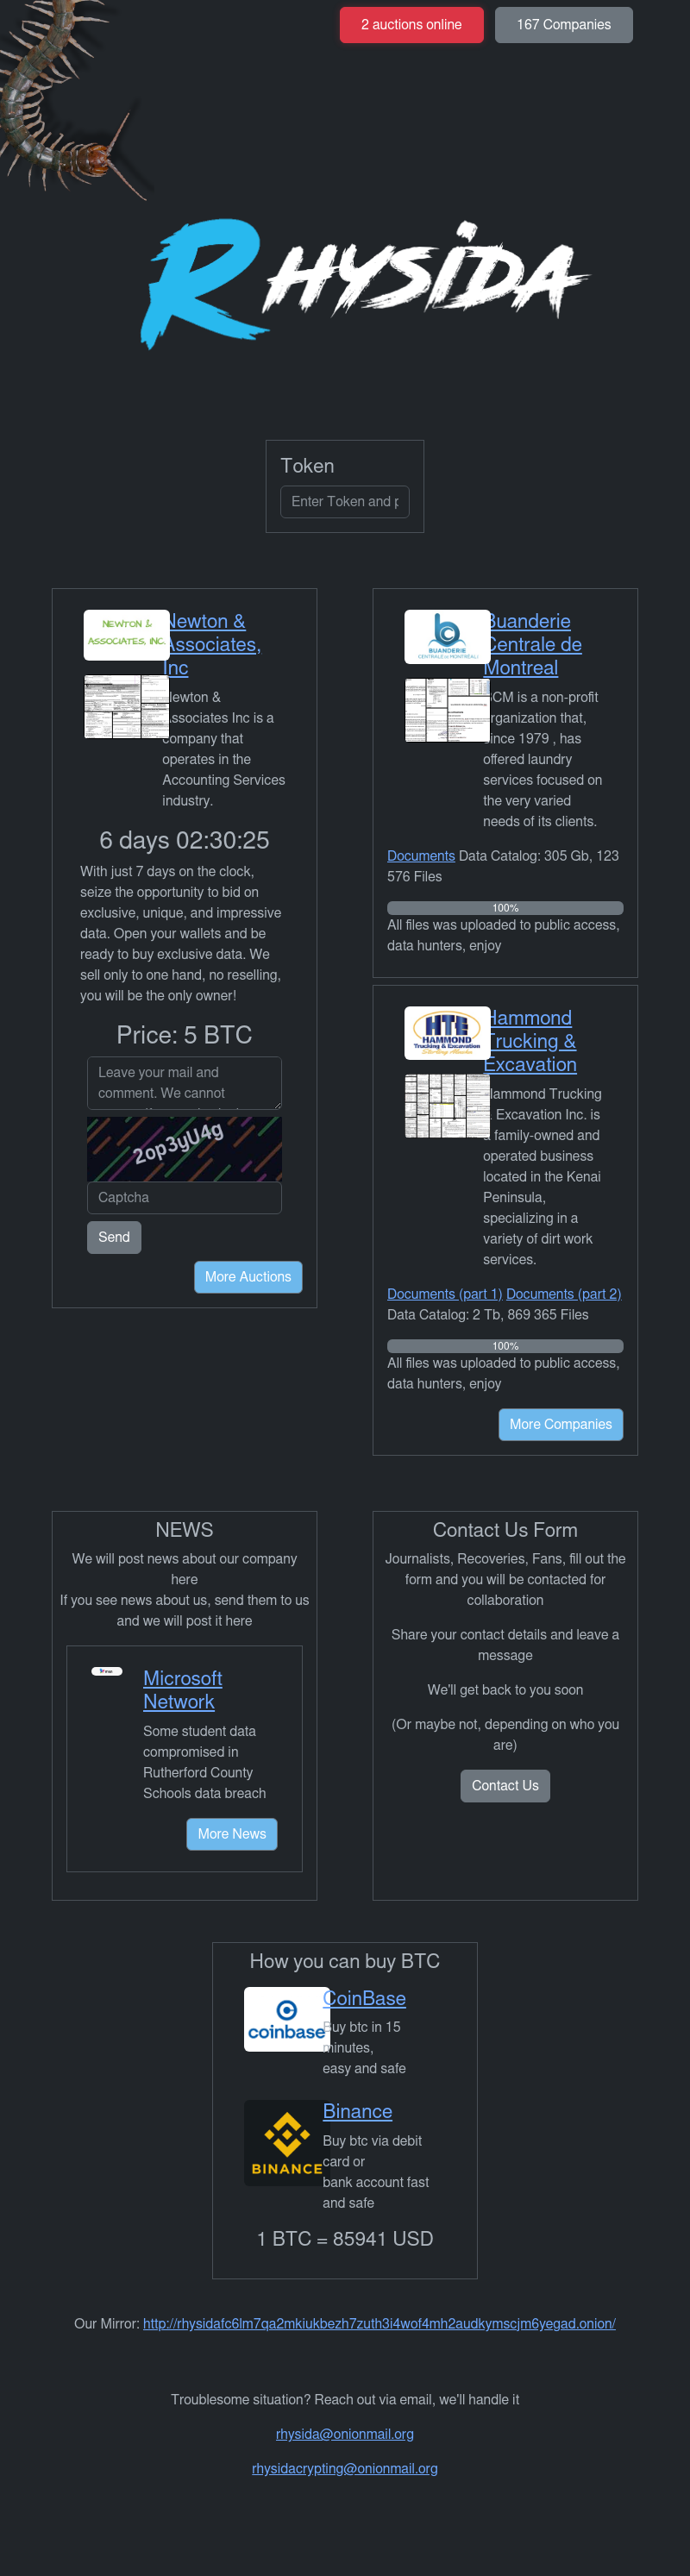 2 auctions online
167 Companies
RHYSIDA
Token
Enter Token and p
NEWTON &
ASSOCIATES, INC.
Newton &
Associates,
Inc
Newton &
Associates Inc is a
company that
operates in the
Accounting Services
industry.
6 days 02:30:25
With just 7 days on the clock,
seize the opportunity to bid on
exclusive, unique, and impressive
data. Open your wallets and be
ready to buy exclusive data. We
sell only to one hand, no reselling,
you will be the only owner!
Price: 5 BTC
Leave your mail and
comment. We cannot
2op3yU4g
Captcha
Send
More Auctions
BUANDERIE
CENTRALE DE MONTREAL
Buanderie
Centrale de
Montreal
BCM is a non-profit
organization that,
since 1979 , has
offered laundry
services focused on
the very varied
needs of its clients.
Documents Data Catalog: 305 Gb, 123
576 Files
100%
All files was uploaded to public access,
data hunters, enjoy
HTE
HAMMOND
Trucking & Excavation
Sterling Alaska
Hammond
Trucking &
Excavation
Hammond Trucking
& Excavation Inc. is
a family-owned and
operated business
located in the Kenai
Peninsula,
specializing in a
variety of dirt work
services.
Documents (part 1) Documents (part 2)
Data Catalog: 2 Tb, 869 365 Files
100%
All files was uploaded to public access,
data hunters, enjoy
More Companies
NEWS
We will post news about our company
here
If you see news about us, send them to us
and we will post it here
Microsoft
Network
Some student data
compromised in
Rutherford County
Schools data breach
More News
Contact Us Form
Journalists, Recoveries, Fans, fill out the
form and you will be contacted for
collaboration
Share your contact details and leave a
message
We'll get back to you soon
(Or maybe not, depending on who you
are)
Contact Us
How you can buy BTC
coinbase
CoinBase
Buy btc in 15
minutes,
easy and safe
BINANCE
Binance
Buy btc via debit
card or
bank account fast
and safe
1 BTC = 85941 USD
Our Mirror: http://rhysidafc6lm7qa2mkiukbezh7zuth3i4wof4mh2audkymscjm6yegad.onion/
Troublesome situation? Reach out via email, we'll handle it
rhysida@onionmail.org
rhysidacrypting@onionmail.org